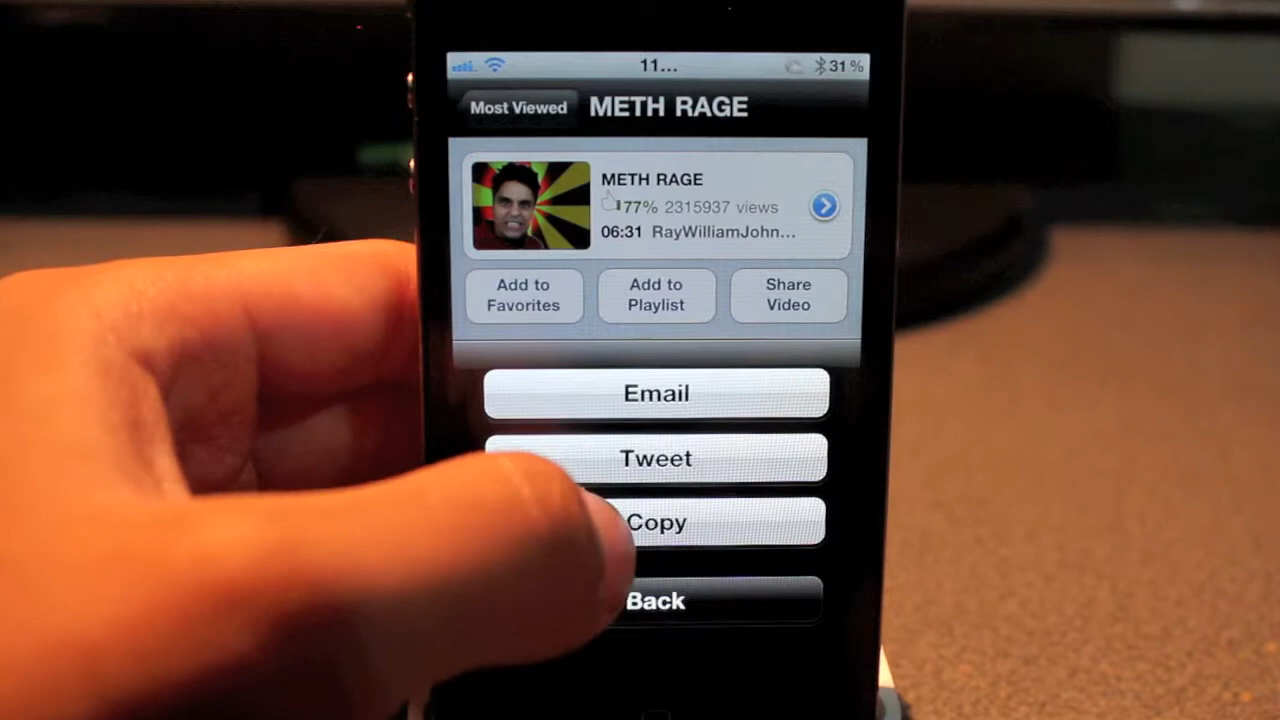 11... 31%
Most Viewed METH RAGE
METH RAGE
77% 2315937 views
06:31 RayWilliamJohn...
Add to Favorites
Add to Playlist
Share Video
Email
Tweet
Copy
Back